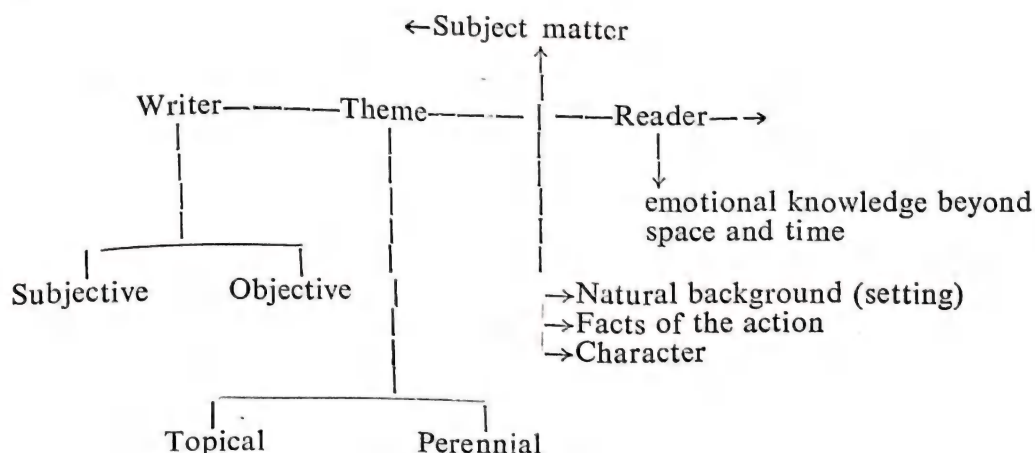 ←Subject matter
Writer Theme Reader→
emotional knowledge beyond
space and time
Subjective Objective
→Natural background (setting)
→Facts of the action
→Character
Topical Perennial